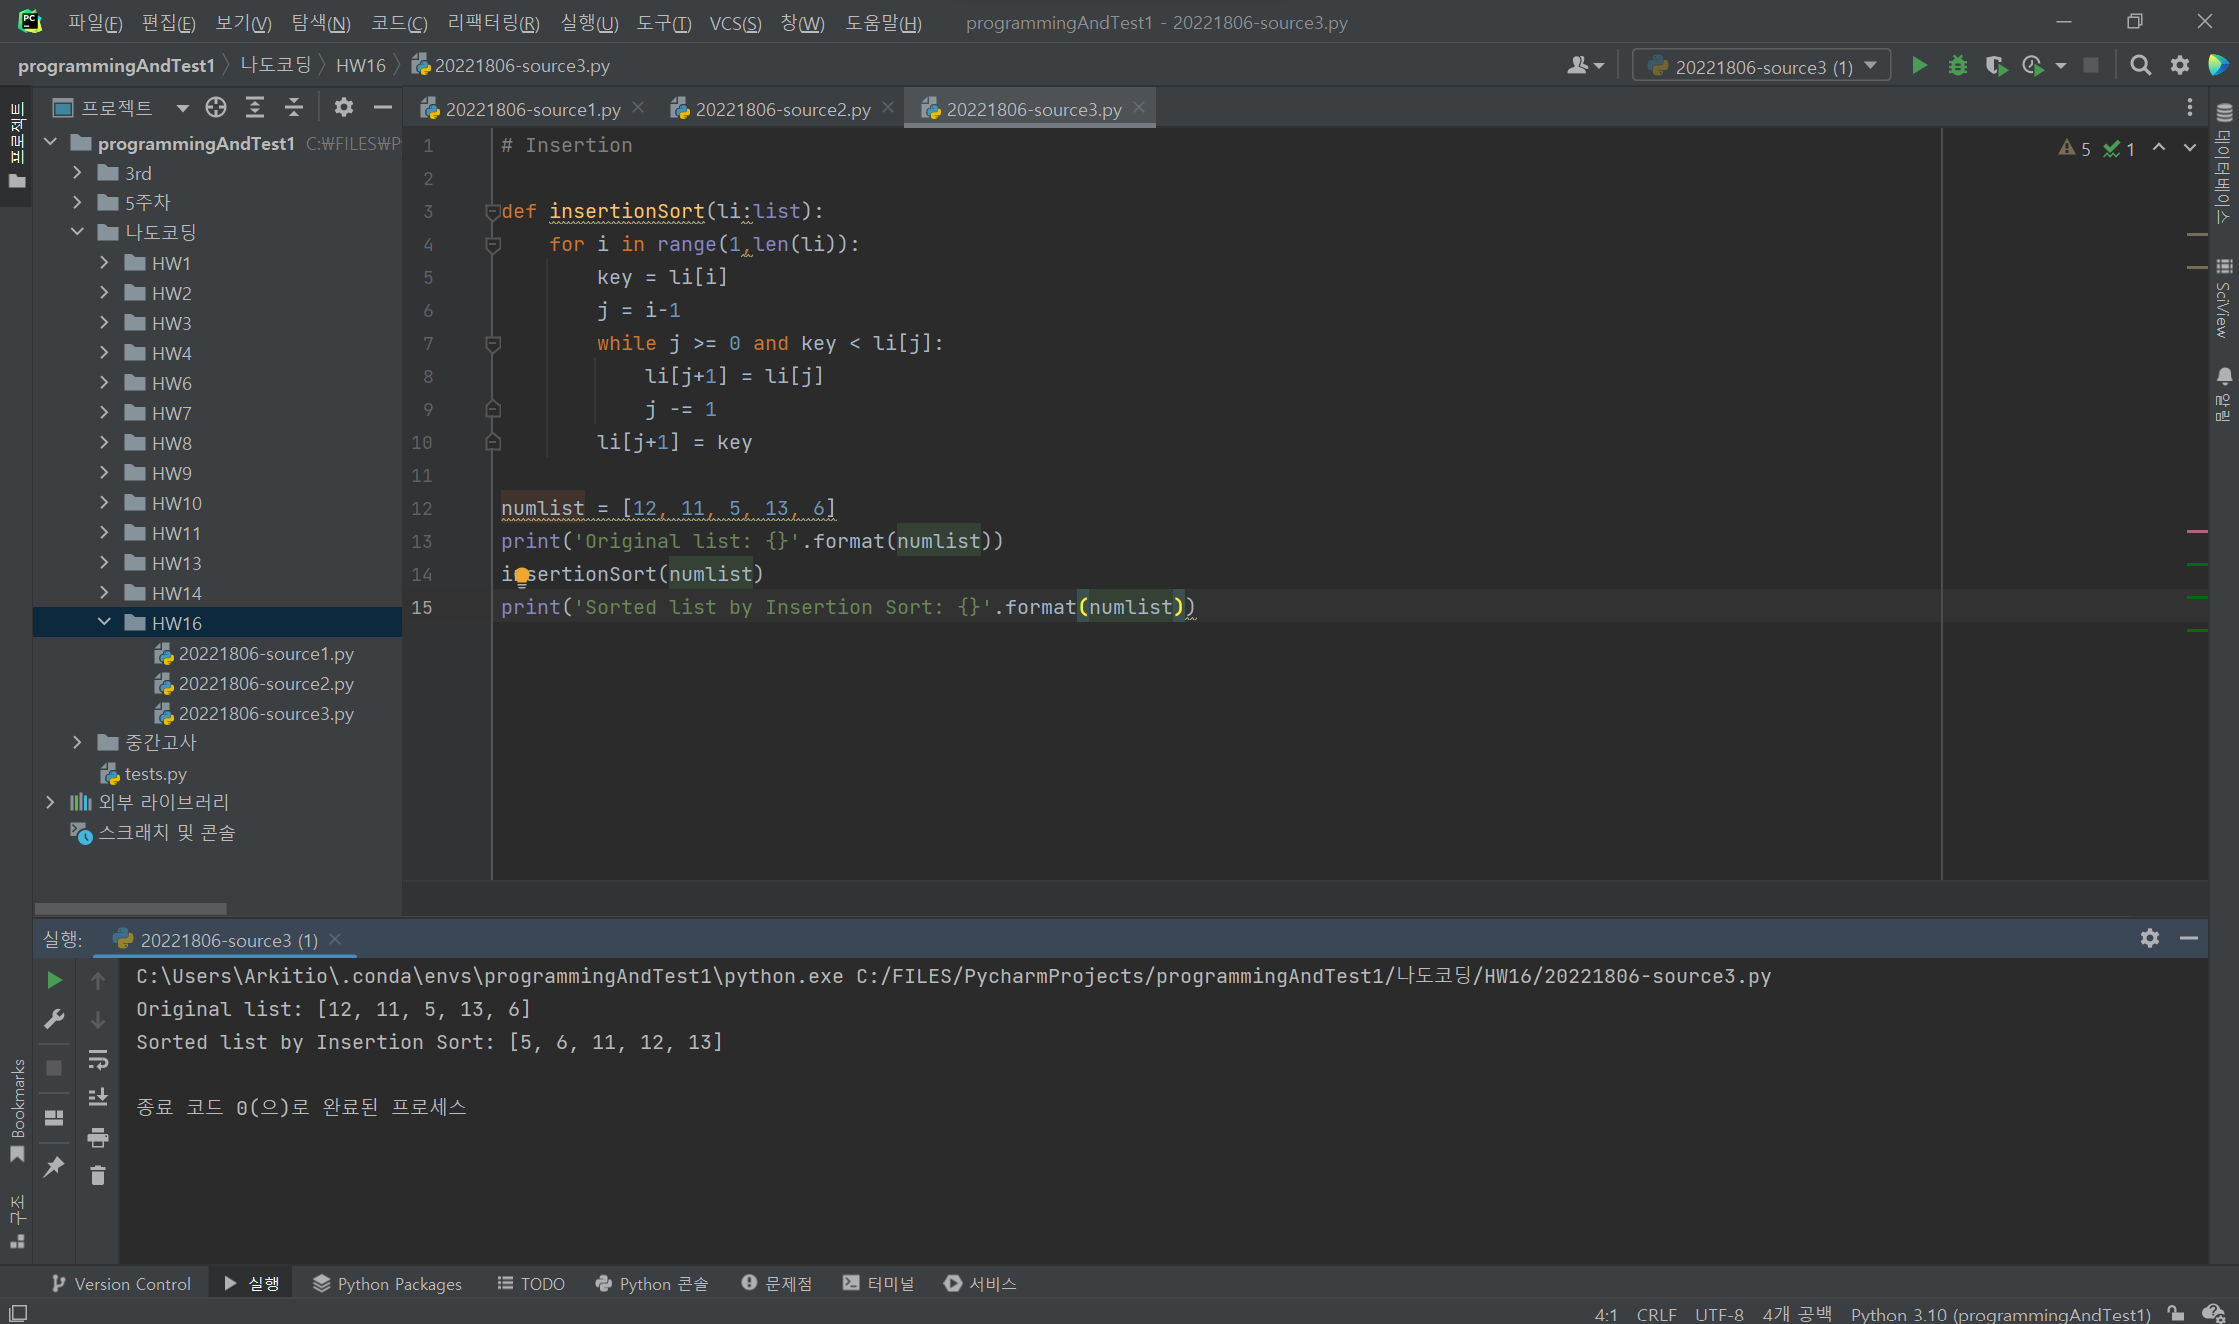 파일(F) 편집(E) 보기(V) 탐색(N) 코드(C) 리팩터링(R) 실행(U) 도구(T) VCS(S) 창(W) 도움말(H) programmingAndTest1 - 20221806-source3.py
programmingAndTest1 나도코딩 HW16 20221806-source3.py 20221806-source3 (1)
프로젝트
프로젝트
20221806-source1.py 20221806-source2.py 20221806-source3.py
programmingAndTest1 C:₩FILES₩P
3rd
5주차
나도코딩
HW1
HW2
HW3
HW4
HW6
HW7
HW8
HW9
HW10
HW11
HW13
HW14
HW16
20221806-source1.py
20221806-source2.py
20221806-source3.py
중간고사
tests.py
외부 라이브러리
스크래치 및 콘솔
1 # Insertion
2
3 def insertionSort(li:list):
4 for i in range(1,len(li)):
5 key = li[i]
6 j = i-1
7 while j >= 0 and key < li[j]:
8 li[j+1] = li[j]
9 j -= 1
10 li[j+1] = key
11
12 numlist = [12, 11, 5, 13, 6]
13 print('Original list: {}'.format(numlist))
14 insertionSort(numlist)
15 print('Sorted list by Insertion Sort: {}'.format(numlist))
5 1
데이터베이스
SciView
알림
실행: 20221806-source3 (1)
C:\Users\Arkitio\.conda\envs\programmingAndTest1\python.exe C:/FILES/PycharmProjects/programmingAndTest1/나도코딩/HW16/20221806-source3.py
Original list: [12, 11, 5, 13, 6]
Sorted list by Insertion Sort: [5, 6, 11, 12, 13]
종료 코드 0(으)로 완료된 프로세스
Bookmarks
구조
Version Control 실행 Python Packages TODO Python 콘솔 문제점 터미널 서비스
4:1 CRLF UTF-8 4개 공백 Python 3.10 (programmingAndTest1)